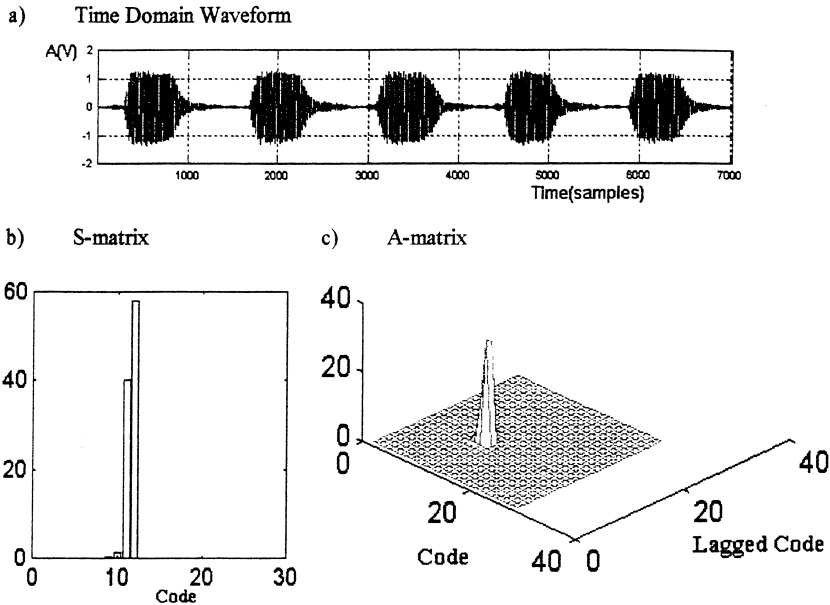 a) Time Domain Waveform
A(V)
2
1
0
-1
-2
1000 2000 3000 4000 5000 6000 7000
Time(samples)
b) S-matrix
60
40
20
0
0 10 20 30
Code
c) A-matrix
40
20
0
0
20
40
Code
0
20
40
Lagged Code